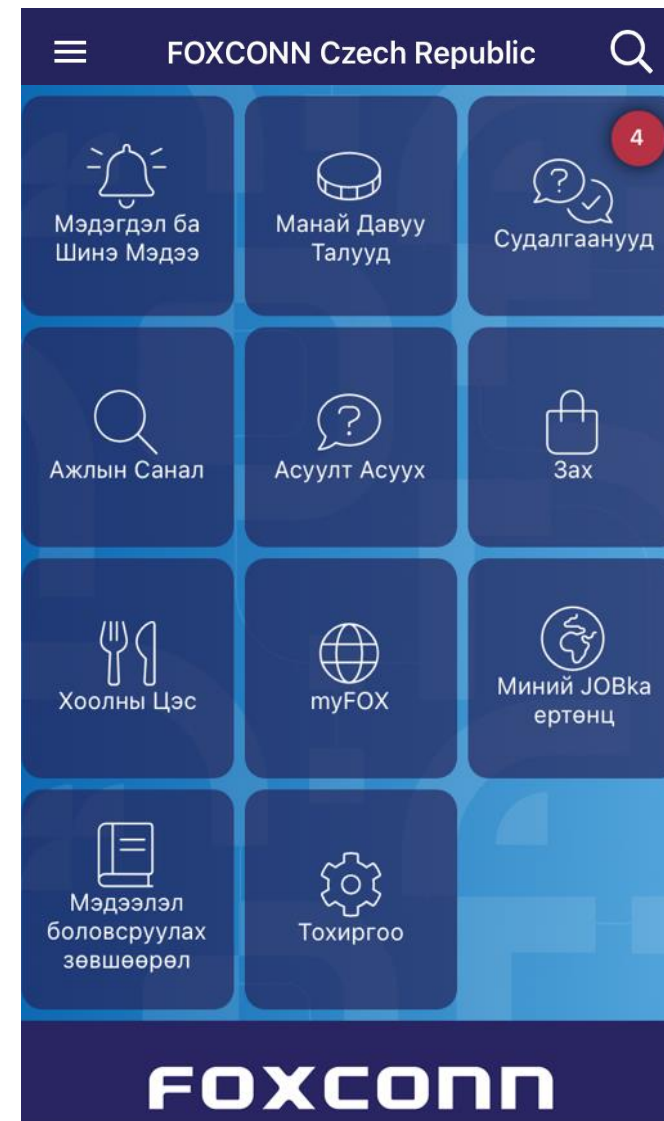 FOXCONN Czech Republic
4
Мэдэгдэл ба
Шинэ Мэдээ
Манай Давуу
Талууд
Судалгаанууд
Ажлын Санал
Асуулт Асуух
Зах
Хоолны Цэс
myFOX
Миний JOBka
ертөнц
Мэдээлэл
боловсруулах
зөвшөөрөл
Тохиргоо
FOXCONN